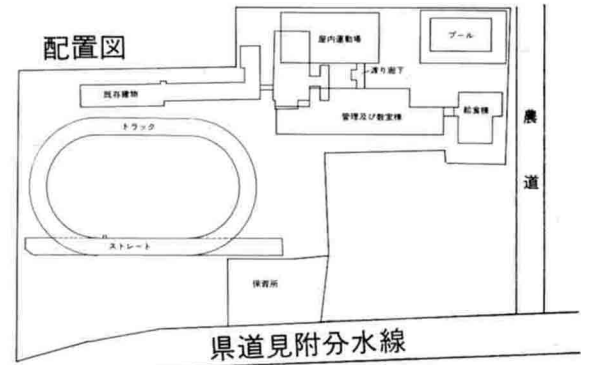 配置図
屋内運動場
プール
渡り廊下
既存建物
管理及び教室棟
給食棟
農道
トラック
ストレート
保育所
県道見附分水線